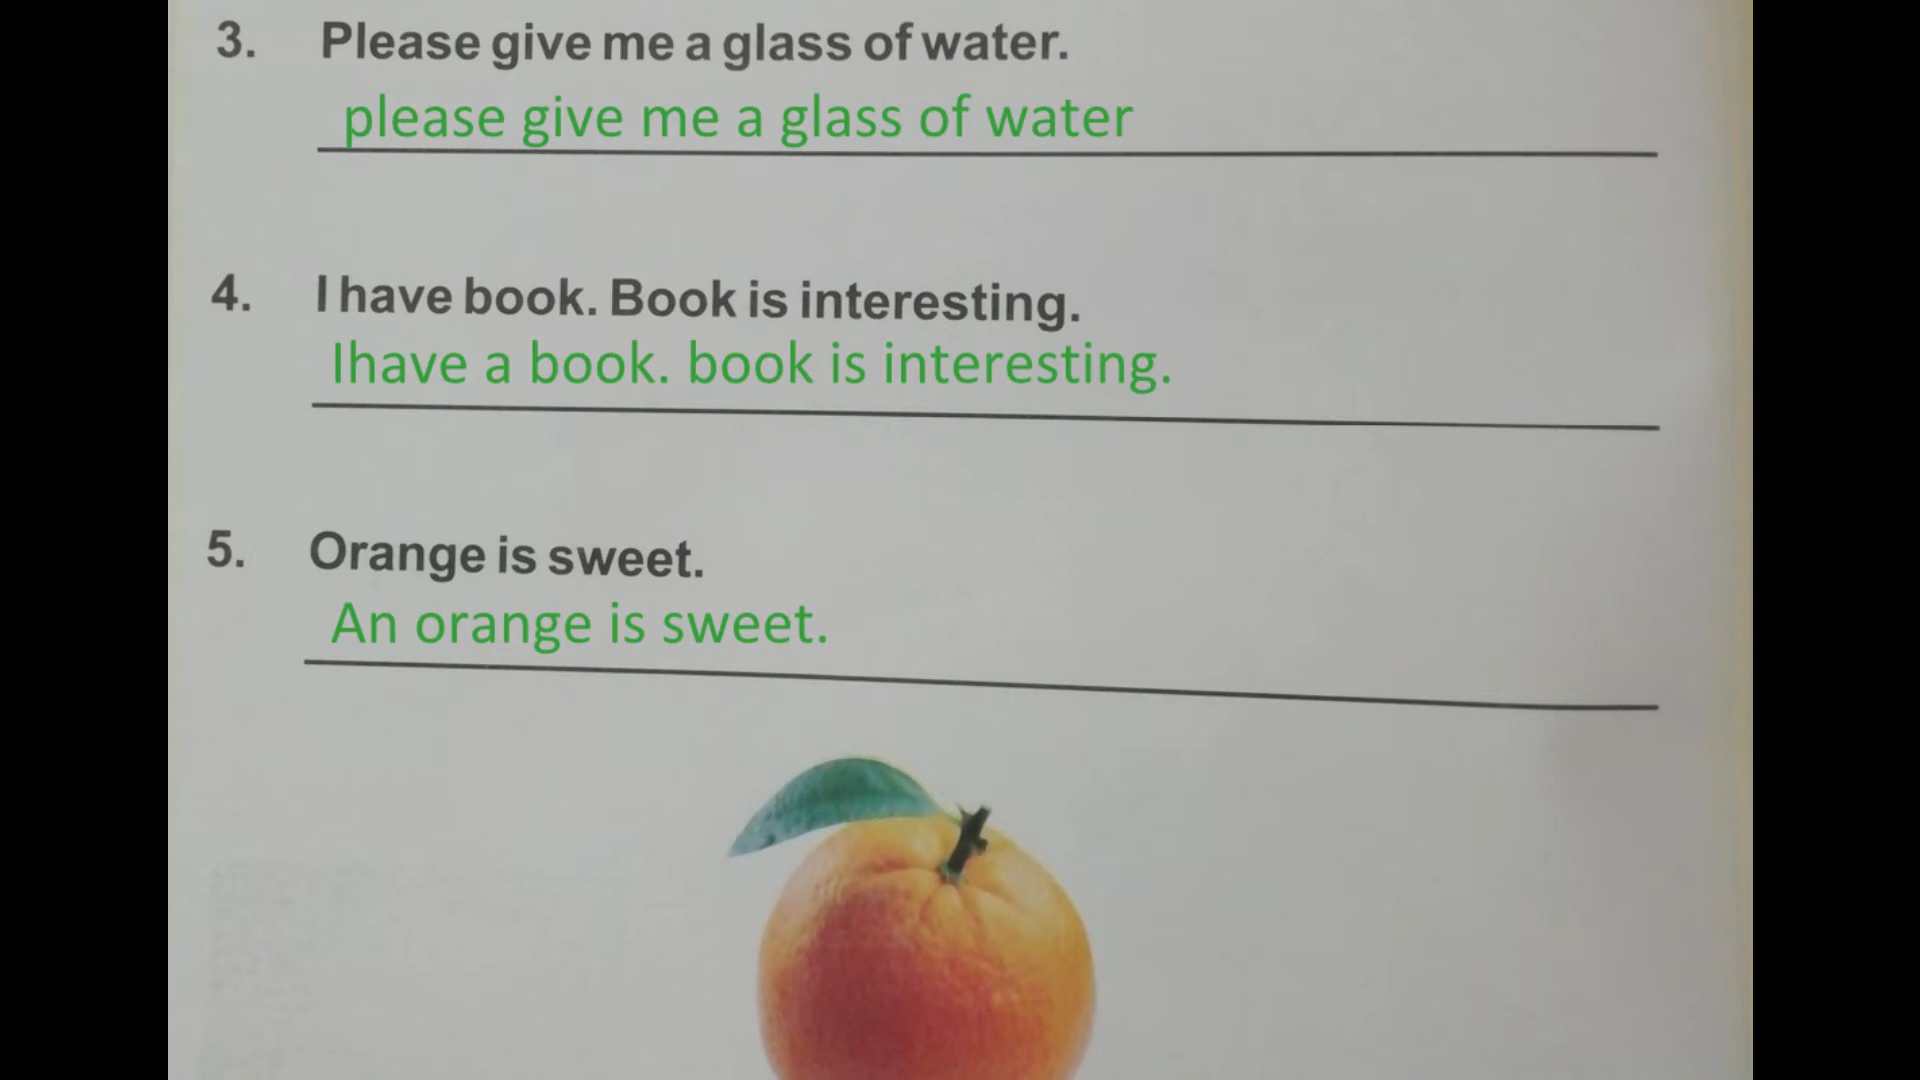 3. Please give me a glass of water.
please give me a glass of water
4. I have book. Book is interesting.
Ihave a book. book is interesting.
5. Orange is sweet.
An orange is sweet.